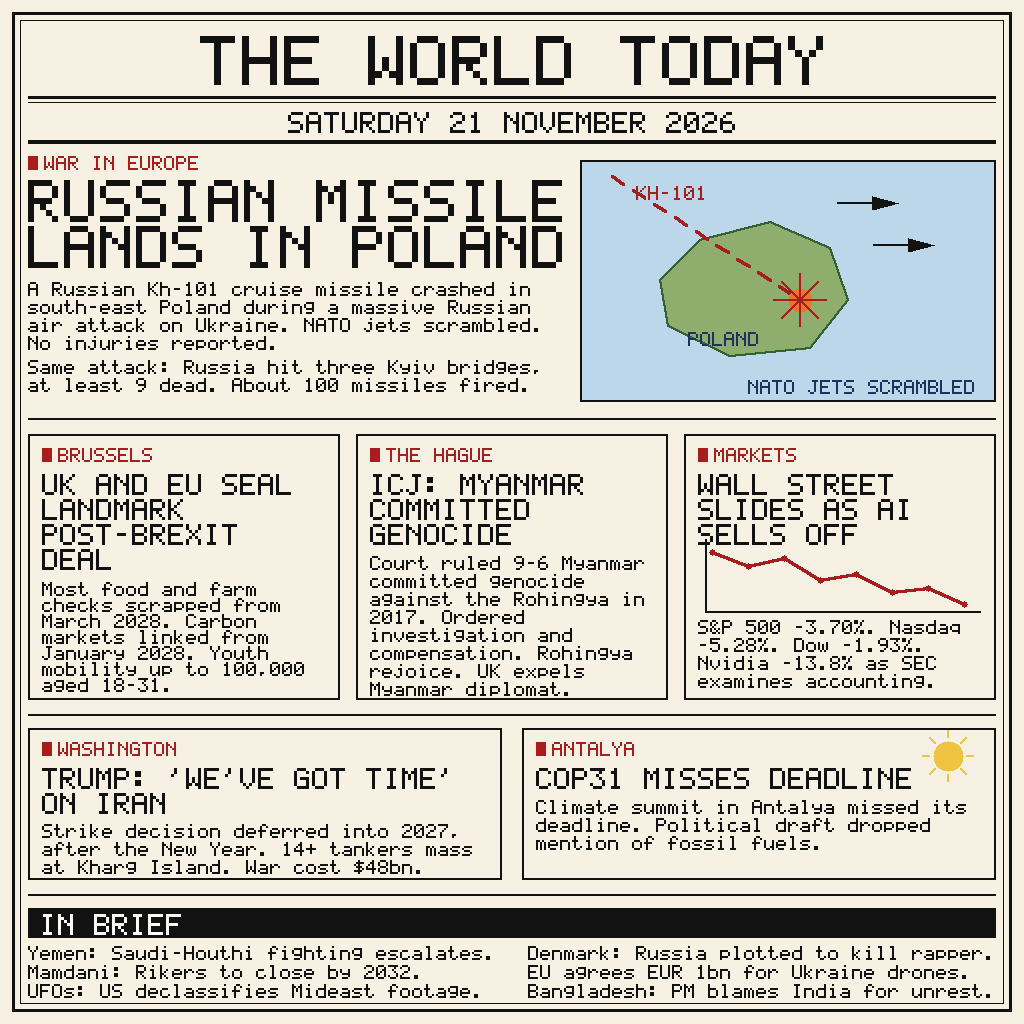 THE WORLD TODAY
SATURDAY 21 NOVEMBER 2026
WAR IN EUROPE
RUSSIAN MISSILE
LANDS IN POLAND
A Russian Kh-101 cruise missile crashed in
south-east Poland during a massive Russian
air attack on Ukraine. NATO jets scrambled.
No injuries reported.
Same attack: Russia hit three Kyiv bridges,
at least 9 dead. About 100 missiles fired.
KH-101
POLAND
NATO JETS SCRAMBLED
BRUSSELS
UK AND EU SEAL
LANDMARK
POST-BREXIT
DEAL
Most food and farm
checks scrapped from
March 2028. Carbon
markets linked from
January 2028. Youth
mobility up to 100,000
aged 18-31.
THE HAGUE
ICJ: MYANMAR
COMMITTED
GENOCIDE
Court ruled 9-6 Myanmar
committed genocide
against the Rohingya in
2017. Ordered
investigation and
compensation. Rohingya
rejoice. UK expels
Myanmar diplomat.
MARKETS
WALL STREET
SLIDES AS AI
SELLS OFF
S&P 500 -3.70%. Nasdaq
-5.28%. Dow -1.93%.
Nvidia -13.8% as SEC
examines accounting.
WASHINGTON
TRUMP: 'WE'VE GOT TIME'
ON IRAN
Strike decision deferred into 2027,
after the New Year. 14+ tankers mass
at Kharg Island. War cost $48bn.
ANTALYA
COP31 MISSES DEADLINE
Climate summit in Antalya missed its
deadline. Political draft dropped
mention of fossil fuels.
IN BRIEF
Yemen: Saudi-Houthi fighting escalates.
Mamdani: Rikers to close by 2032.
UFOs: US declassifies Mideast footage.
Denmark: Russia plotted to kill rapper.
EU agrees EUR 1bn for Ukraine drones.
Bangladesh: PM blames India for unrest.